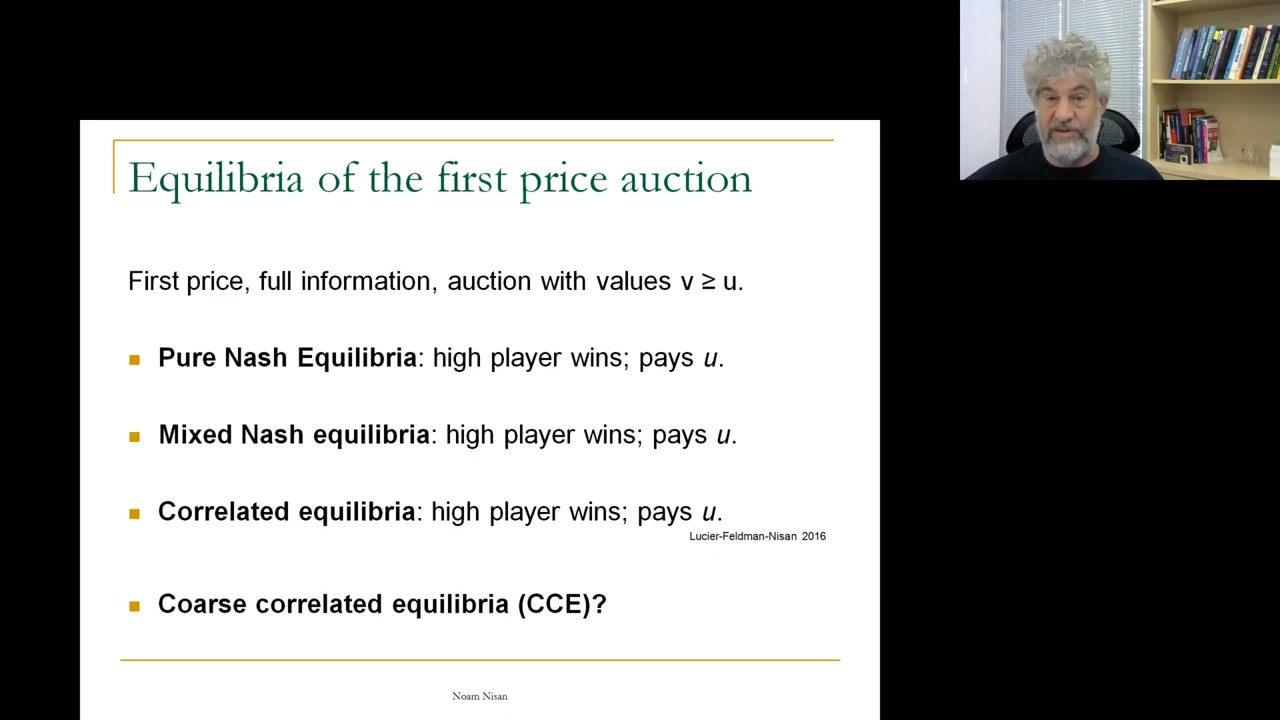 Equilibria of the first price auction
First price, full information, auction with values v ≥ u.
Pure Nash Equilibria: high player wins; pays u.
Mixed Nash equilibria: high player wins; pays u.
Correlated equilibria: high player wins; pays u.
Lucier-Feldman-Nisan 2016
Coarse correlated equilibria (CCE)?
Noam Nisan